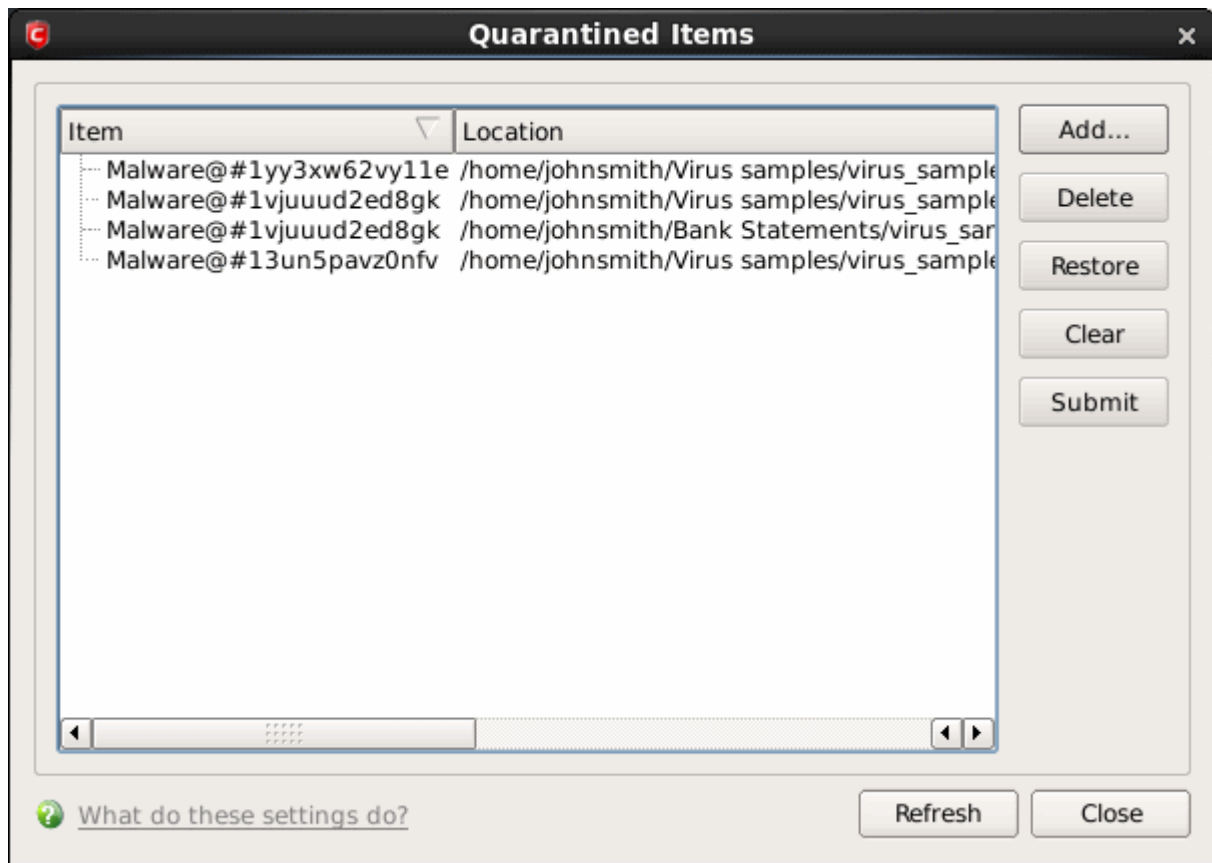 Quarantined Items
Item Location
Malware@#1yy3xw62vy11e /home/johnsmith/Virus samples/virus_sample
Malware@#1vjuuud2ed8gk /home/johnsmith/Virus samples/virus_sample
Malware@#1vjuuud2ed8gk /home/johnsmith/Bank Statements/virus_sar
Malware@#13un5pavz0nfv /home/johnsmith/Virus samples/virus_sample
Add...
Delete
Restore
Clear
Submit
What do these settings do?
Refresh
Close